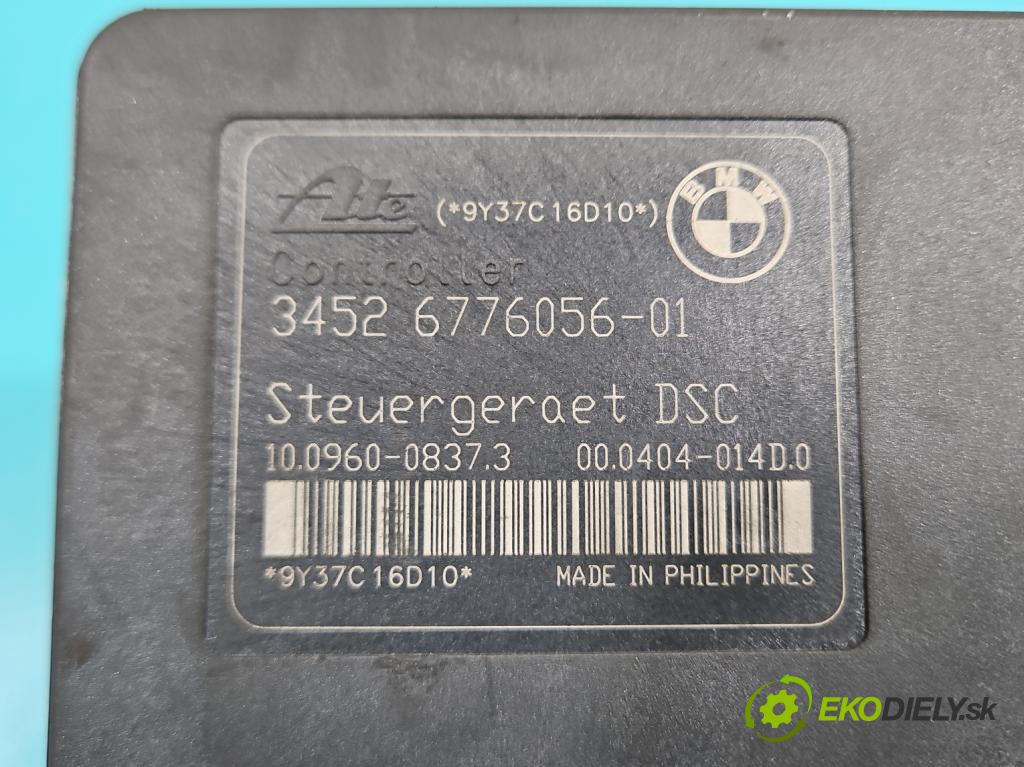 Ate (*9Y37C16D10*) BMW
Controller
3452 6776056-01
Steuergeraet DSC
10.0960-0837.3 00.0404-014D.0
*9Y37C16D10* MADE IN PHILIPPINES
EKODIELY.sk